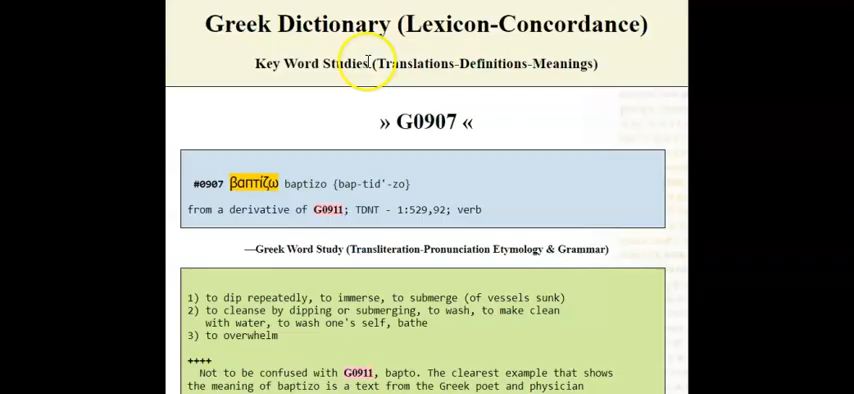 Greek Dictionary (Lexicon-Concordance)
Key Word Studies (Translations-Definitions-Meanings)
» G0907 «
#0907 βαπτίζω baptizo {bap-tid'-zo}
from a derivative of G0911; TDNT - 1:529,92; verb
—Greek Word Study (Transliteration-Pronunciation Etymology & Grammar)
1) to dip repeatedly, to immerse, to submerge (of vessels sunk)
2) to cleanse by dipping or submerging, to wash, to make clean
with water, to wash one's self, bathe
3) to overwhelm
++++
Not to be confused with G0911, bapto. The clearest example that shows
the meaning of baptizo is a text from the Greek poet and physician